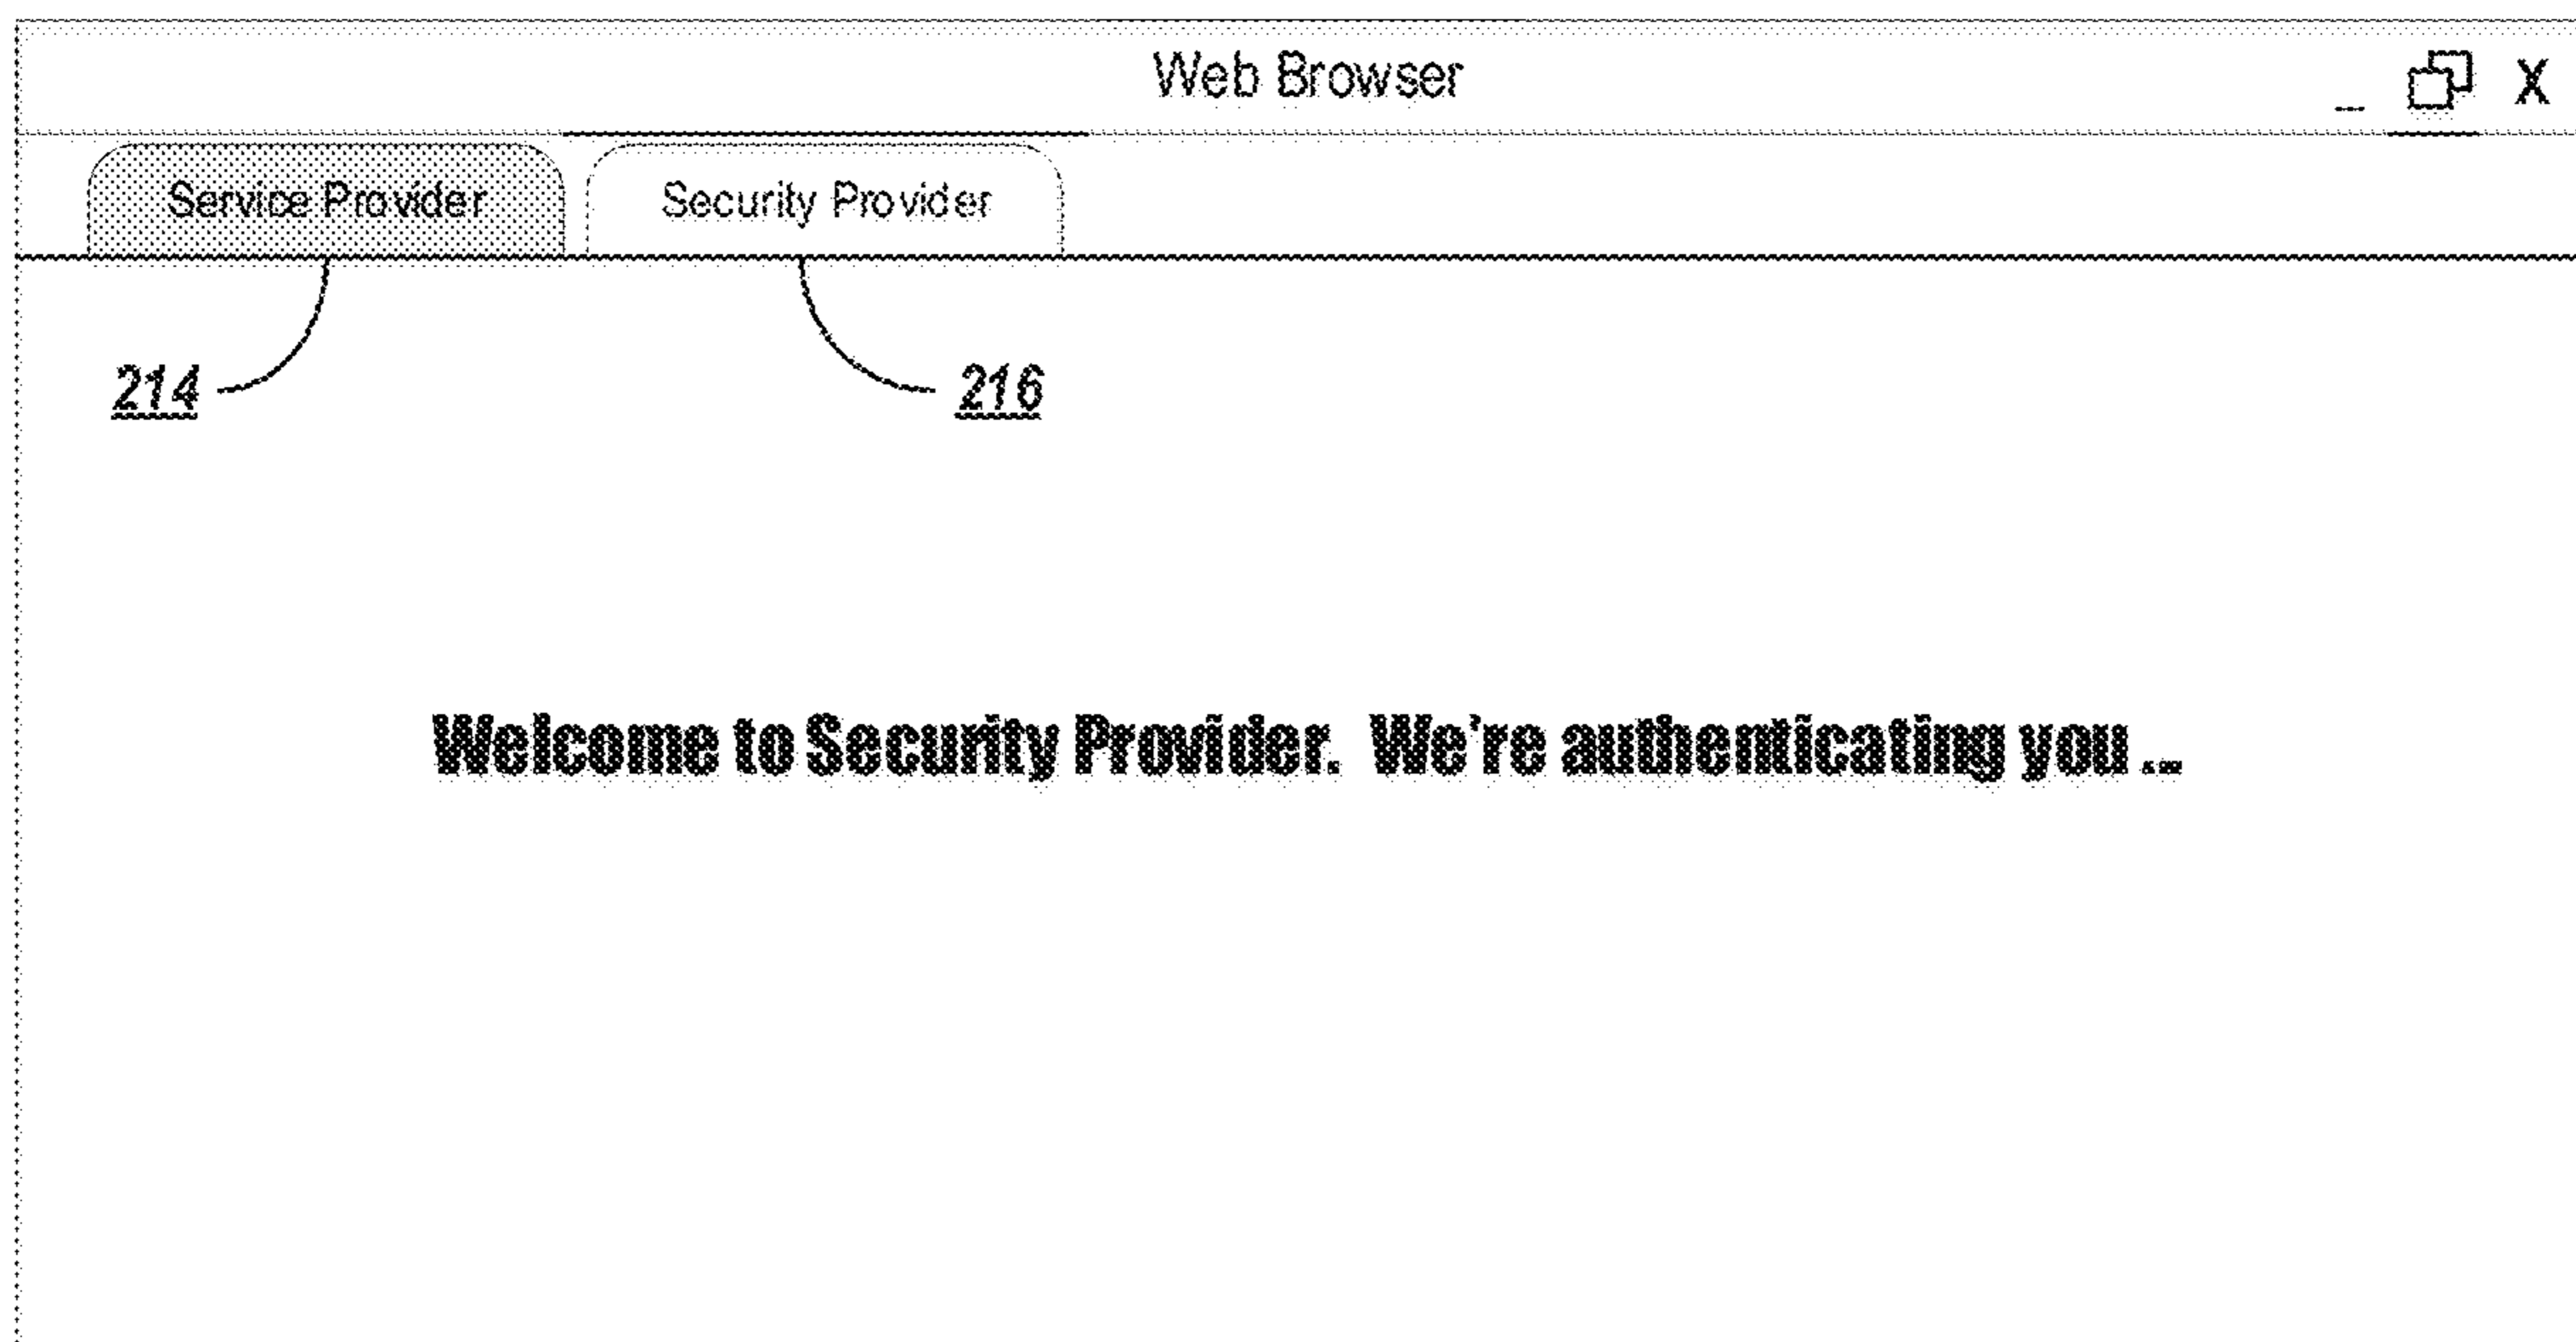 Web Browser
_ X
Service Provider Security Provider
214 216
Welcome to Security Provider. We're authenticating you...